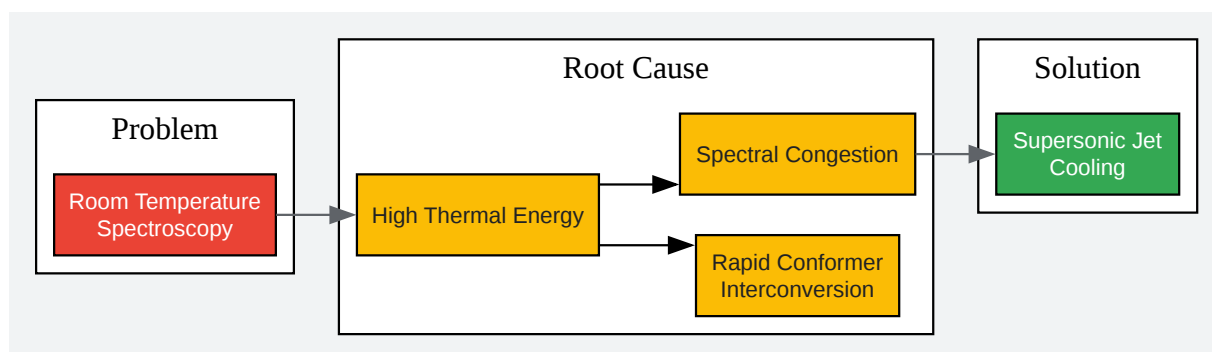 Problem
Room Temperature
Spectroscopy
Root Cause
High Thermal Energy
Spectral Congestion
Rapid Conformer
Interconversion
Solution
Supersonic Jet
Cooling